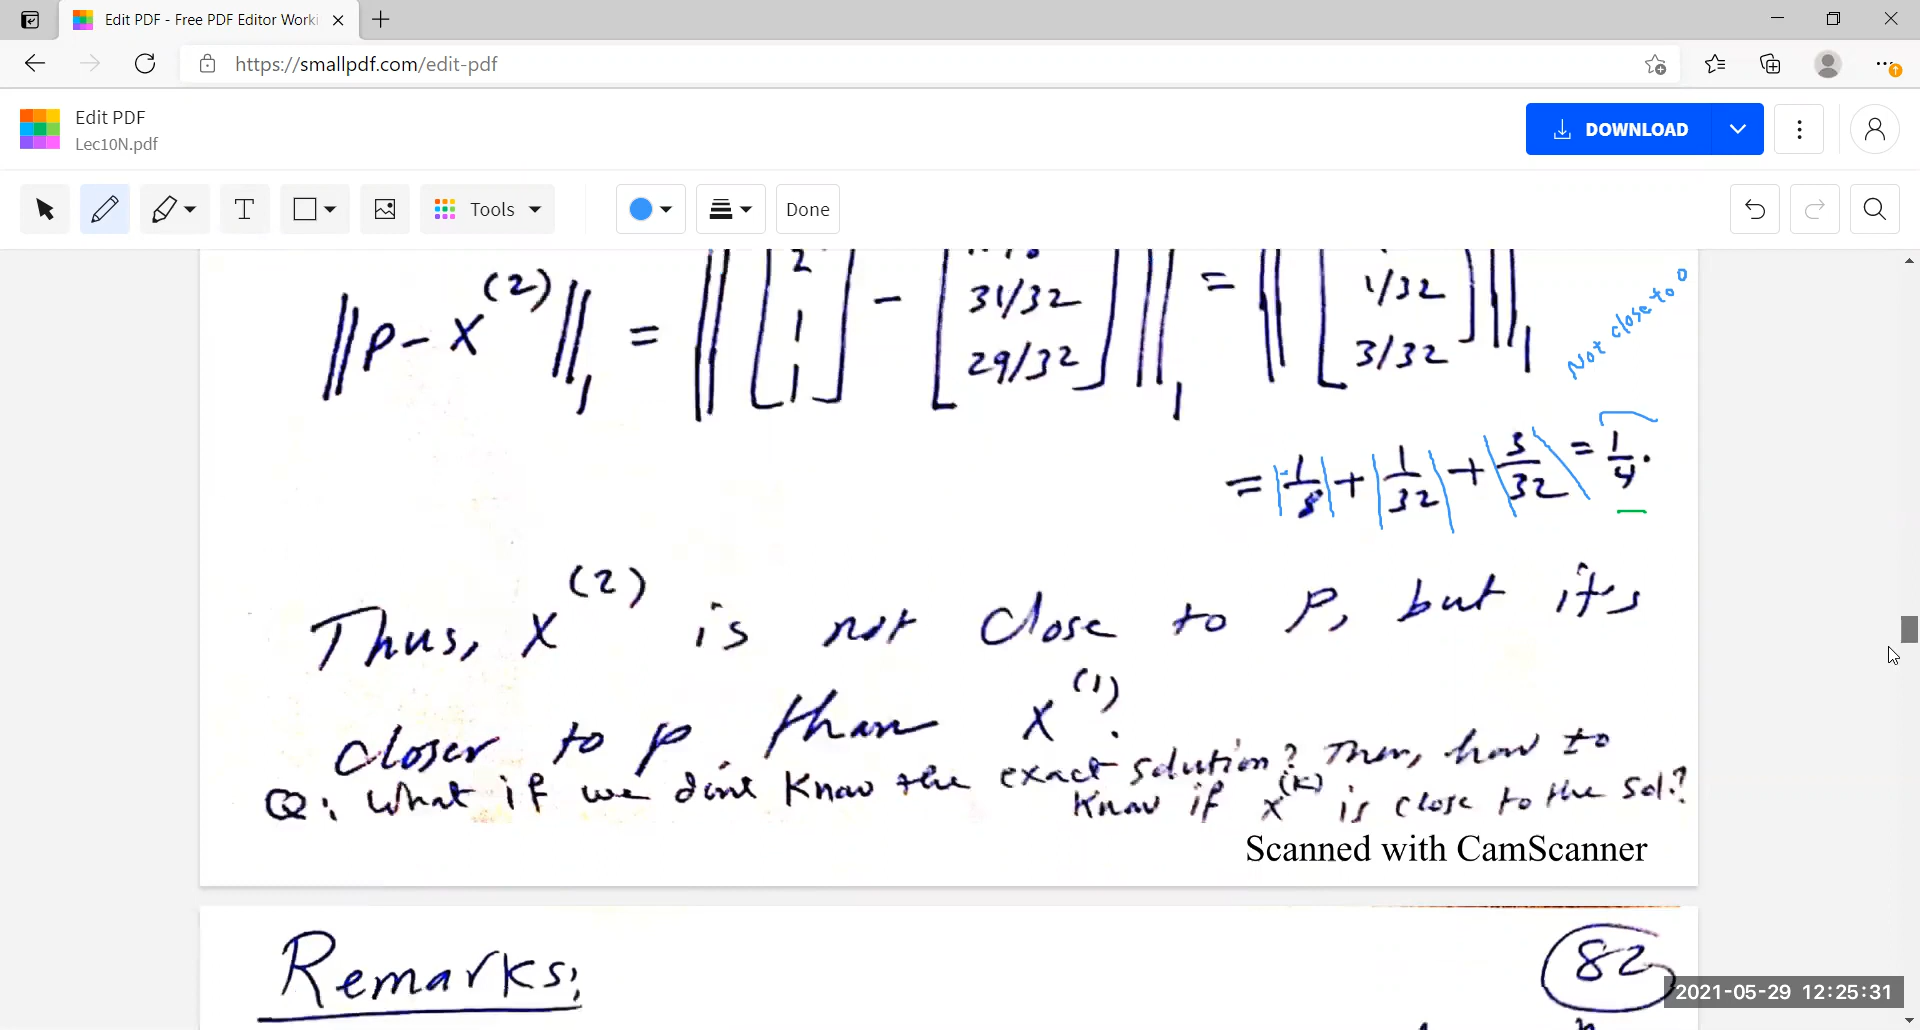 Edit PDF - Free PDF Editor Worki
https://smallpdf.com/edit-pdf
Edit PDF
Lec10N.pdf
DOWNLOAD
T
Tools
Done
‖P - X^(2)‖_1 = ‖[2 1 1] - [31/32 29/32]‖_1 = ‖[1/32 3/32]‖_1
Not close to 0
= |-1/8| + |1/32| + |3/32| = 1/4.
Thus, X^(2) is not close to P, but it's
closer to P than X^(1).
Q: What if we don't know the exact solution? Then, how to
know if X^(k) is close to the sol.?
Scanned with CamScanner
Remarks:
82
2021-05-29 12:25:31